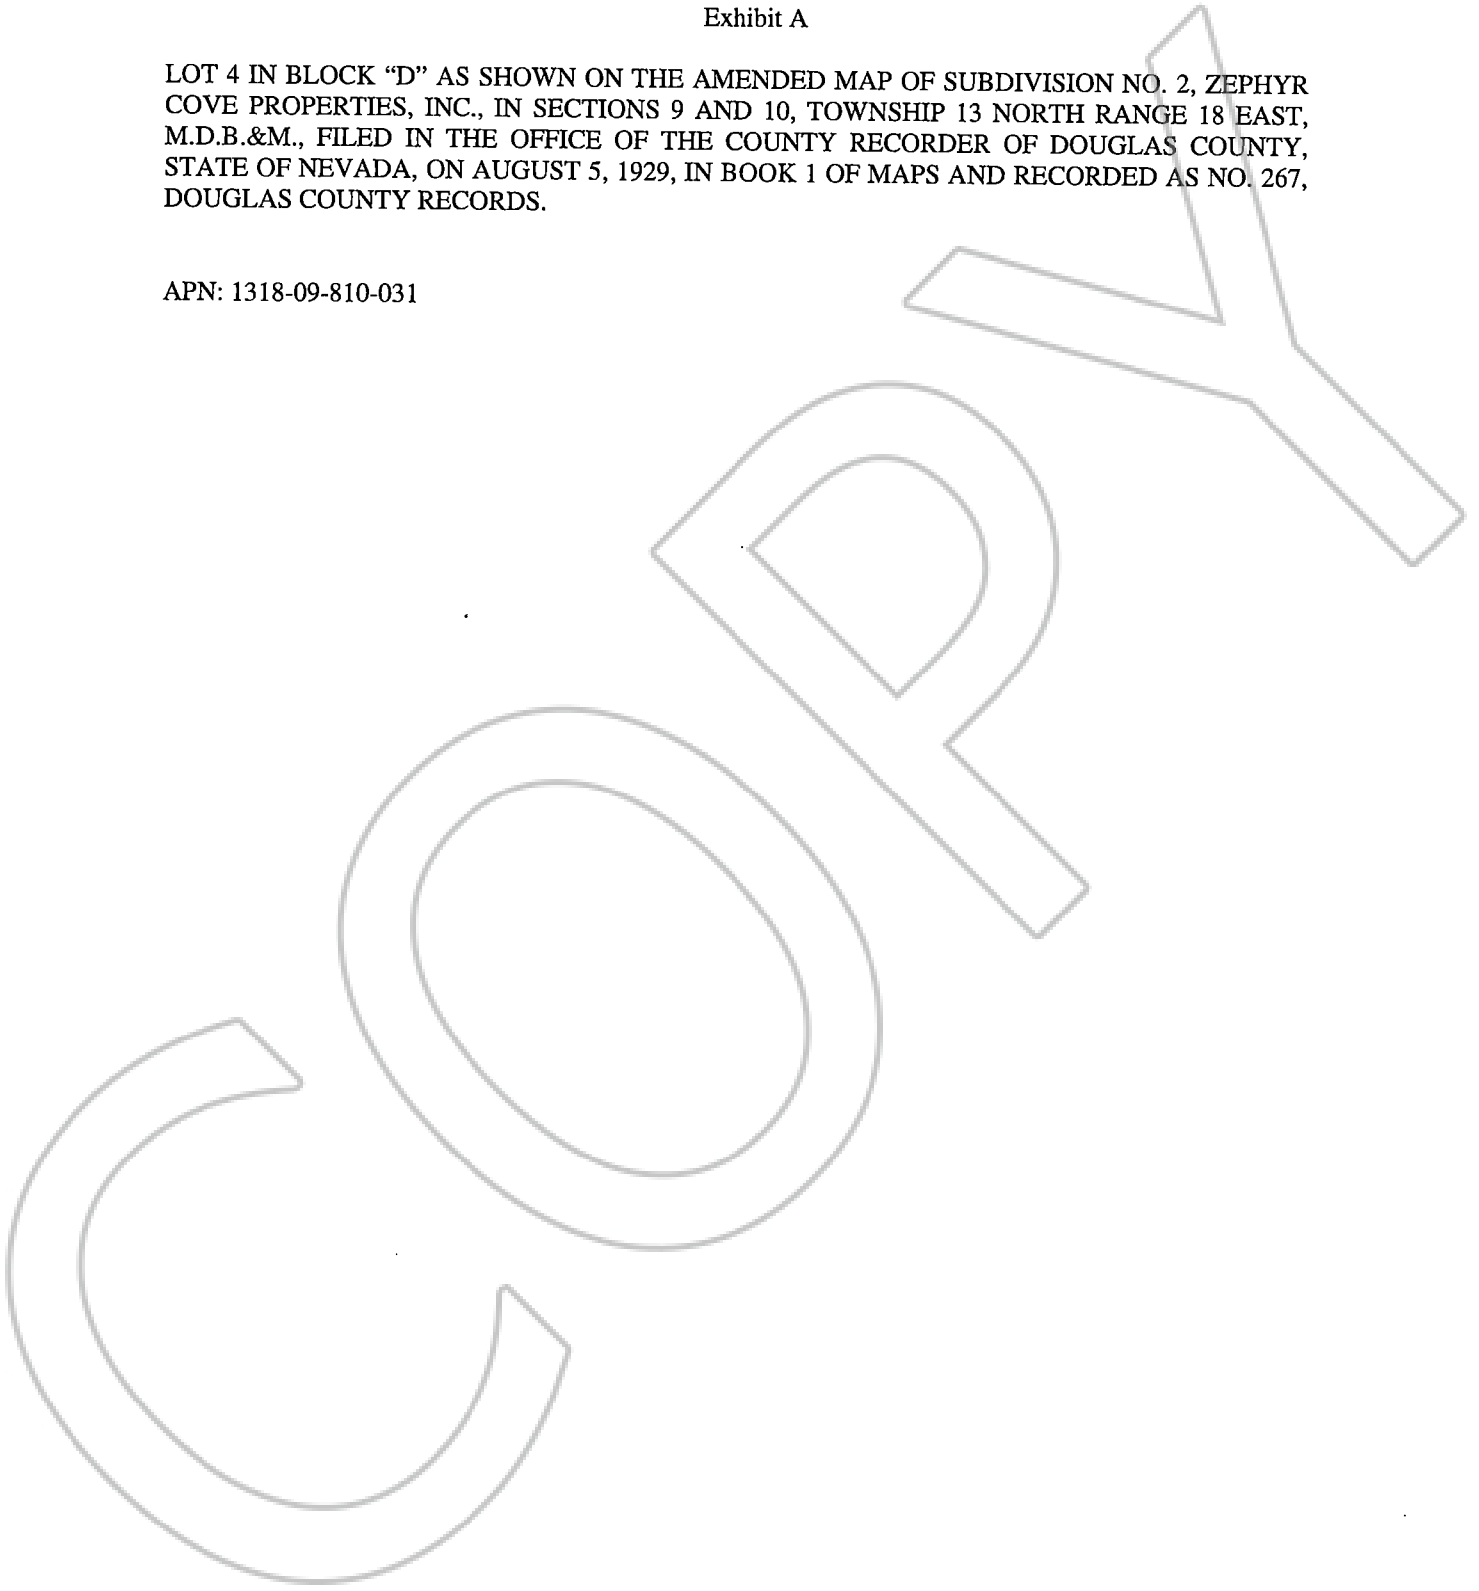 Exhibit A
LOT 4 IN BLOCK “D” AS SHOWN ON THE AMENDED MAP OF SUBDIVISION NO. 2, ZEPHYR
COVE PROPERTIES, INC., IN SECTIONS 9 AND 10, TOWNSHIP 13 NORTH RANGE 18 EAST,
M.D.B.&M., FILED IN THE OFFICE OF THE COUNTY RECORDER OF DOUGLAS COUNTY,
STATE OF NEVADA, ON AUGUST 5, 1929, IN BOOK 1 OF MAPS AND RECORDED AS NO. 267,
DOUGLAS COUNTY RECORDS.
APN: 1318-09-810-031
COPY